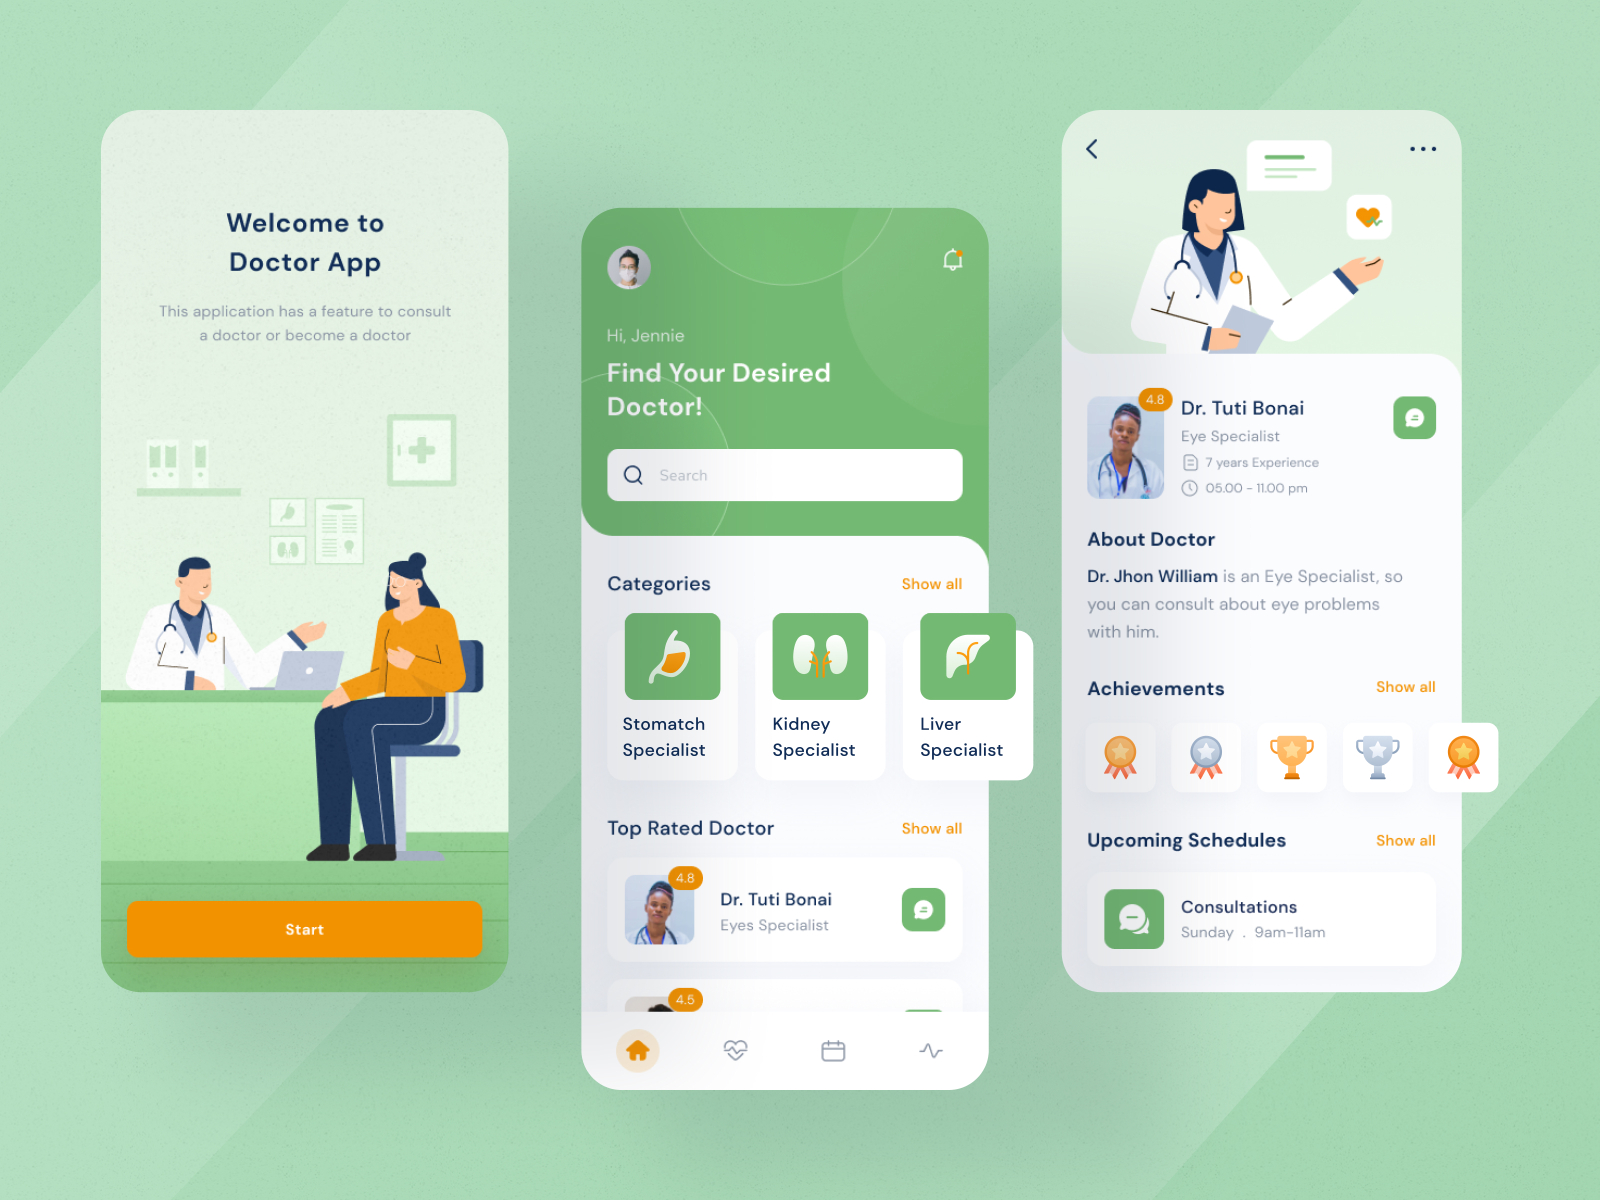 Welcome to
Doctor App
This application has a feature to consult
a doctor or become a doctor
Start
Hi, Jennie
Find Your Desired
Doctor!
Search
Categories
Show all
Stomatch
Specialist
Kidney
Specialist
Liver
Specialist
Top Rated Doctor
Show all
4.8
Dr. Tuti Bonai
Eyes Specialist
4.5
4.8
Dr. Tuti Bonai
Eye Specialist
7 years Experience
05.00 - 11.00 pm
About Doctor
Dr. Jhon William is an Eye Specialist, so
you can consult about eye problems
with him.
Achievements
Show all
Upcoming Schedules
Show all
Consultations
Sunday . 9am-11am